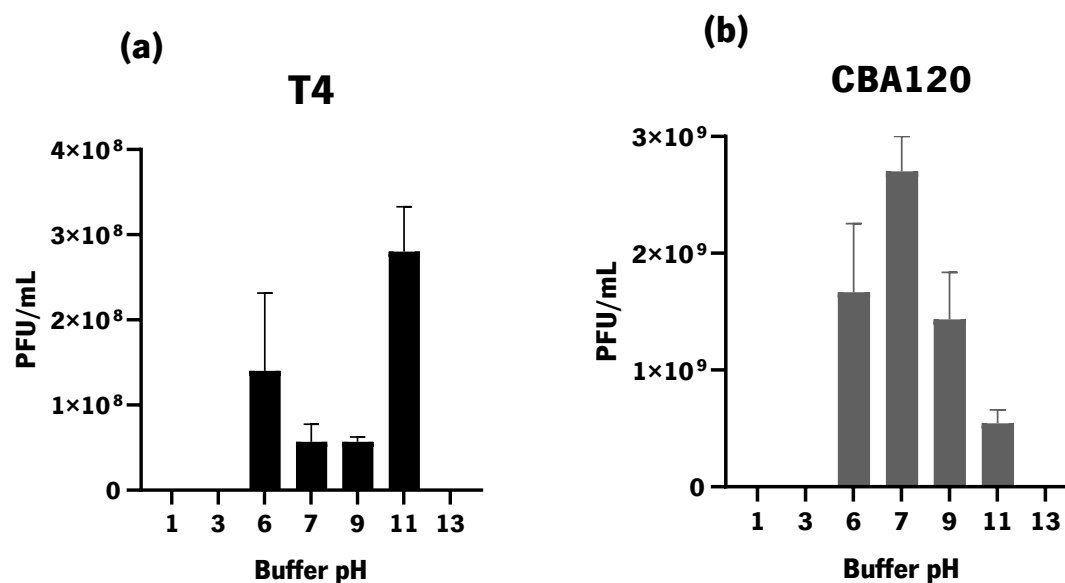 (a)
T4
4×10⁸
3×10⁸
2×10⁸
1×10⁸
0
PFU/mL
1 3 6 7 9 11 13
Buffer pH
(b)
CBA120
3×10⁹
2×10⁹
1×10⁹
0
PFU/mL
1 3 6 7 9 11 13
Buffer pH